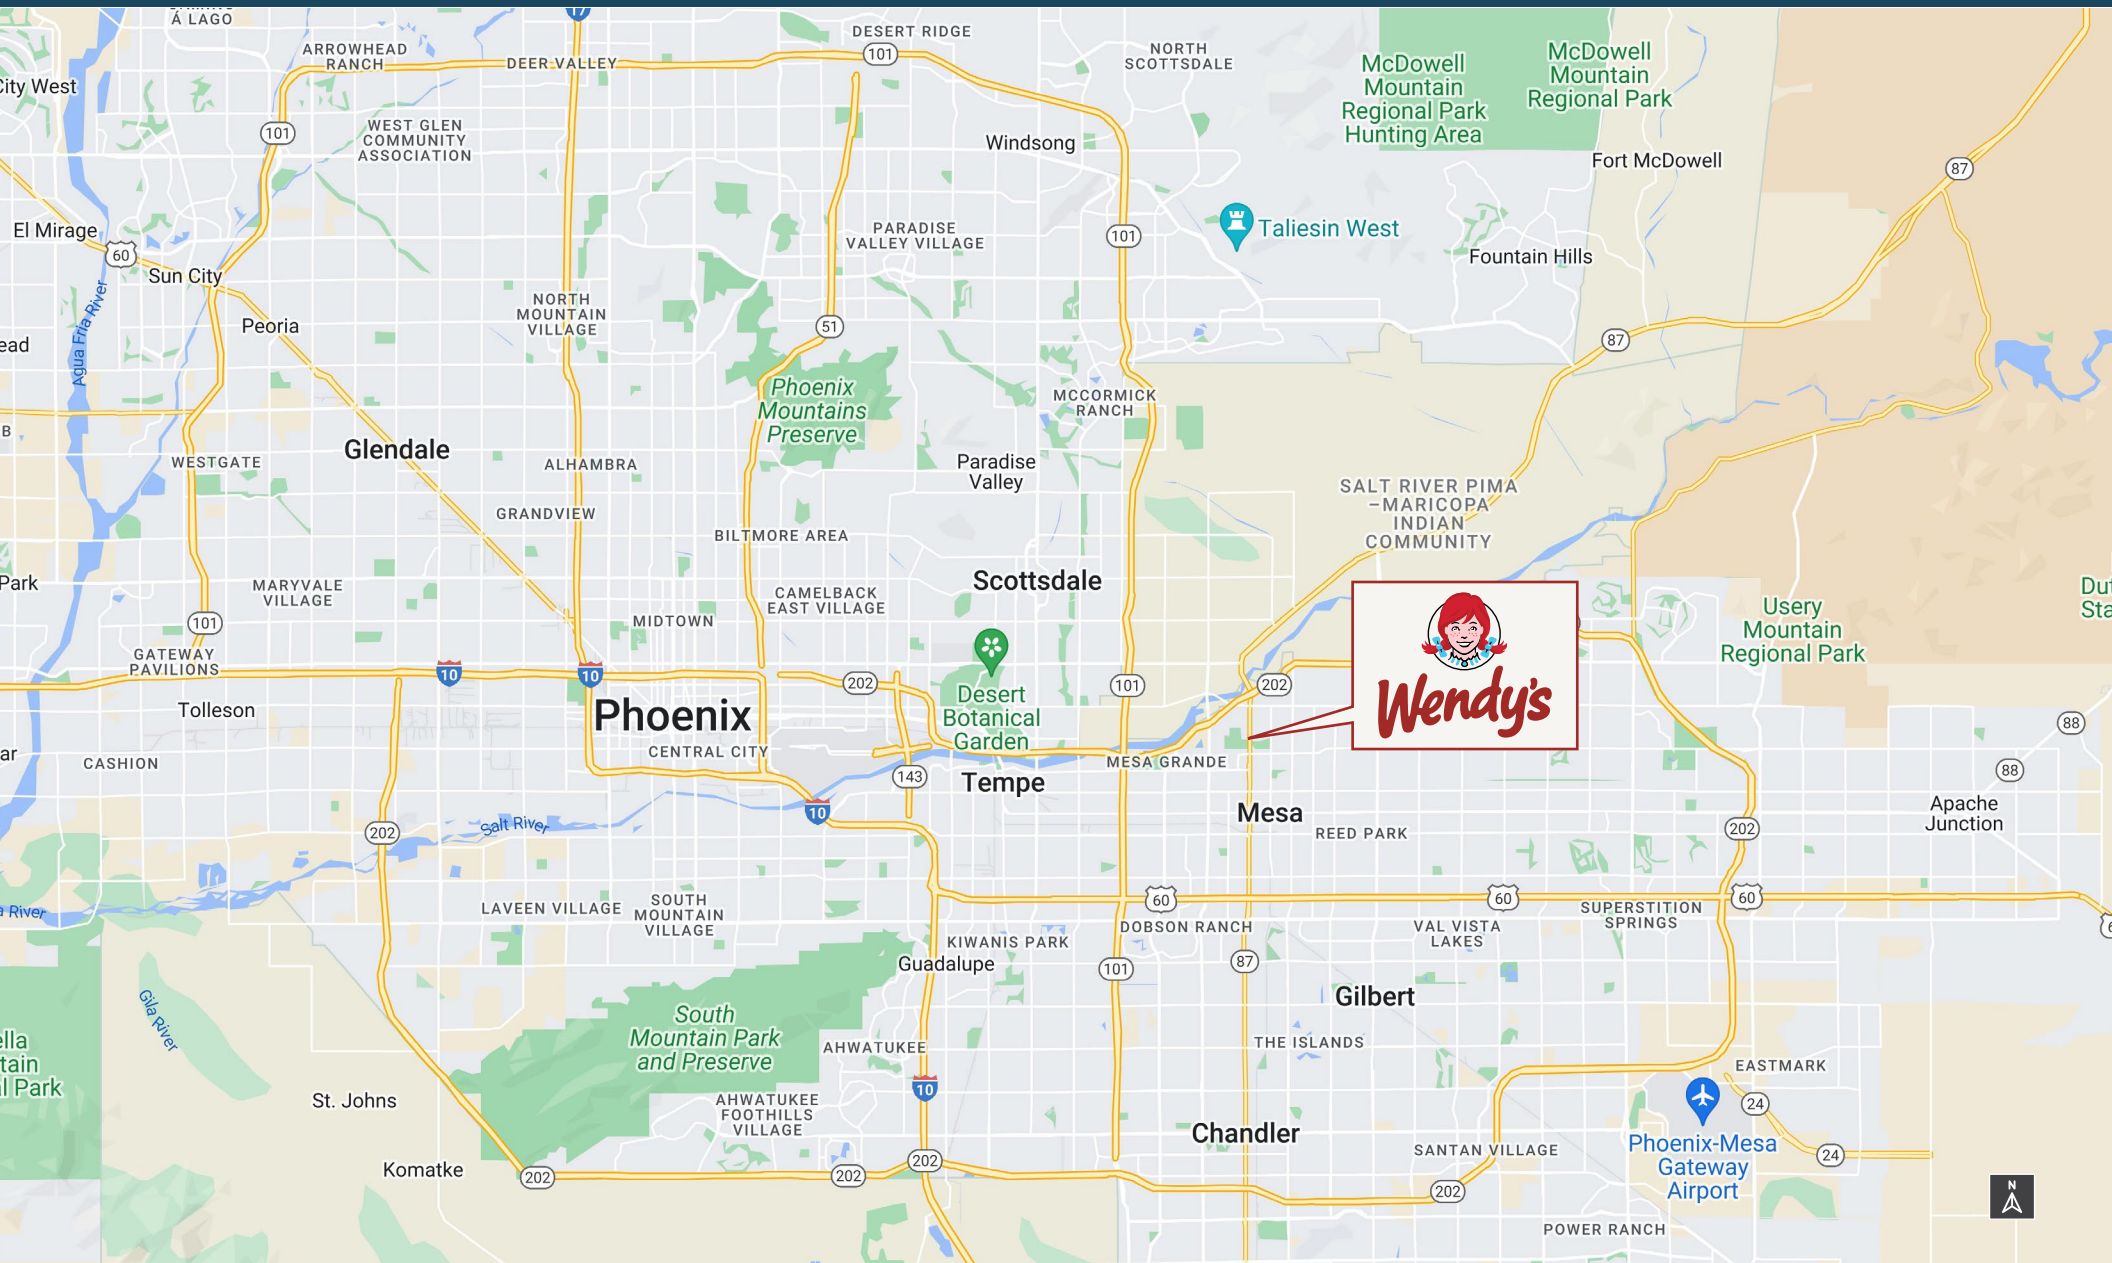 Á LAGO
17
ARROWHEAD
RANCH
DEER VALLEY
DESERT RIDGE
101
NORTH
SCOTTSDALE
McDowell
Mountain
Regional Park
Hunting Area
McDowell
Mountain
Regional Park
City West
101
WEST GLEN
COMMUNITY
ASSOCIATION
Windsong
Fort McDowell
87
El Mirage
60
Sun City
PARADISE
VALLEY VILLAGE
101
Taliesin West
Fountain Hills
Agua Fria River
Peoria
NORTH
MOUNTAIN
VILLAGE
51
87
ead
Phoenix
Mountains
Preserve
MCCORMICK
RANCH
B
WESTGATE
Glendale
ALHAMBRA
Paradise
Valley
GRANDVIEW
BILTMORE AREA
SALT RIVER PIMA
–MARICOPA
INDIAN
COMMUNITY
Park
MARYVALE
VILLAGE
CAMELBACK
EAST VILLAGE
Scottsdale
MIDTOWN
101
Usery
Mountain
Regional Park
Dut
Sta
GATEWAY
PAVILIONS
10
10
202
Desert
Botanical
Garden
101
202
Wendy's
Tolleson
Phoenix
CENTRAL CITY
88
ar
CASHION
143
Tempe
MESA GRANDE
88
10
Mesa
REED PARK
Apache
Junction
202
Salt River
202
a River
LAVEEN VILLAGE
SOUTH
MOUNTAIN
VILLAGE
60
60
60
6
SUPERSTITION
SPRINGS
KIWANIS PARK
DOBSON RANCH
VAL VISTA
LAKES
Guadalupe
101
87
Gila River
Gilbert
South
Mountain Park
and Preserve
AHWATUKEE
THE ISLANDS
ella
tain
l Park
EASTMARK
St. Johns
10
AHWATUKEE
FOOTHILLS
VILLAGE
24
Chandler
Phoenix-Mesa
Gateway
Airport
SANTAN VILLAGE
24
Komatke
202
202
202
202
N
POWER RANCH